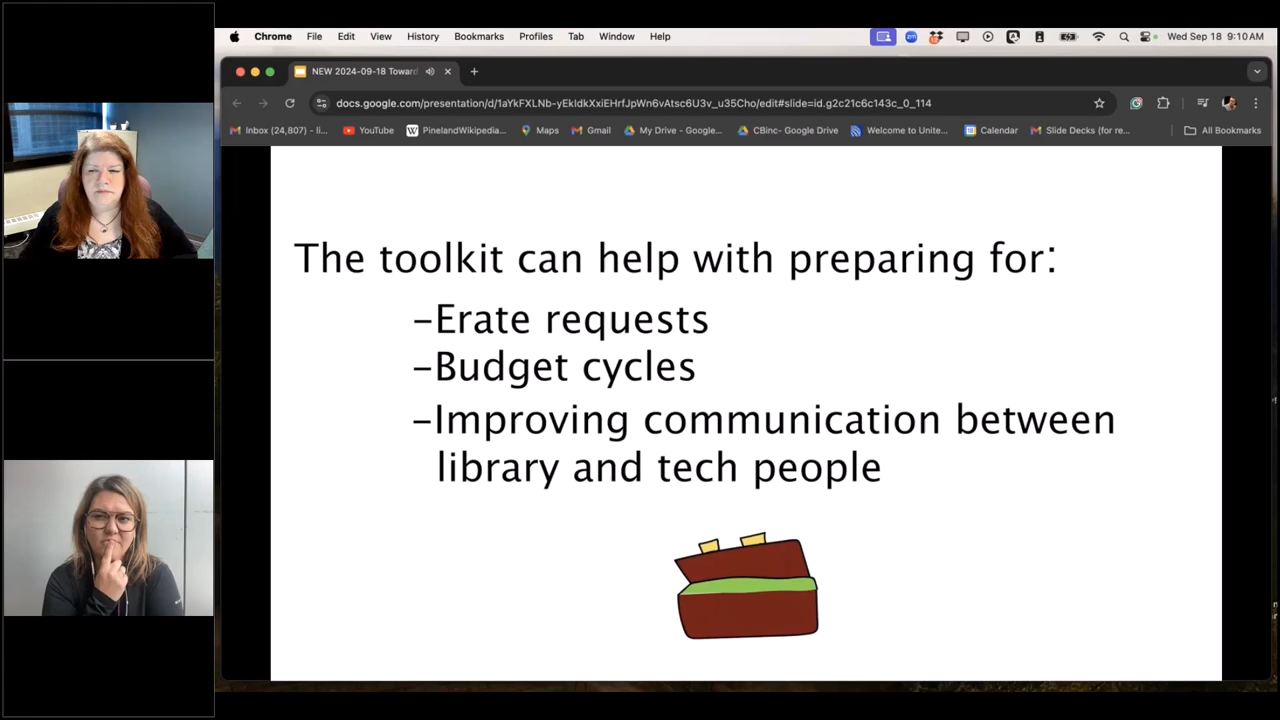 Chrome File Edit View History Bookmarks Profiles Tab Window Help Wed Sep 18 9:10 AM
NEW 2024-09-18 Toward
docs.google.com/presentation/d/1aYkFXLNb-yEkIdkXxiEHrfJpWn6vAtsc6U3v_u35Cho/edit#slide=id.g2c21c6c143c_0_114
Inbox (24,807) - li... YouTube PinelandWikipedia... Maps Gmail My Drive - Google... CBinc- Google Drive Welcome to Unite... Calendar Slide Decks (for re... All Bookmarks
The toolkit can help with preparing for:
-Erate requests
-Budget cycles
-Improving communication between
library and tech people